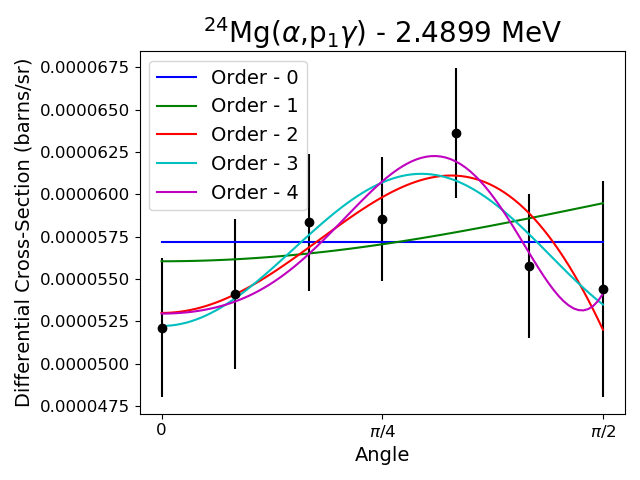 ²⁴Mg(α,p₁γ) - 2.4899 MeV
Differential Cross-Section (barns/sr)
0.0000675
0.0000650
0.0000625
0.0000600
0.0000575
0.0000550
0.0000525
0.0000500
0.0000475
Order - 0
Order - 1
Order - 2
Order - 3
Order - 4
0
π/4
π/2
Angle